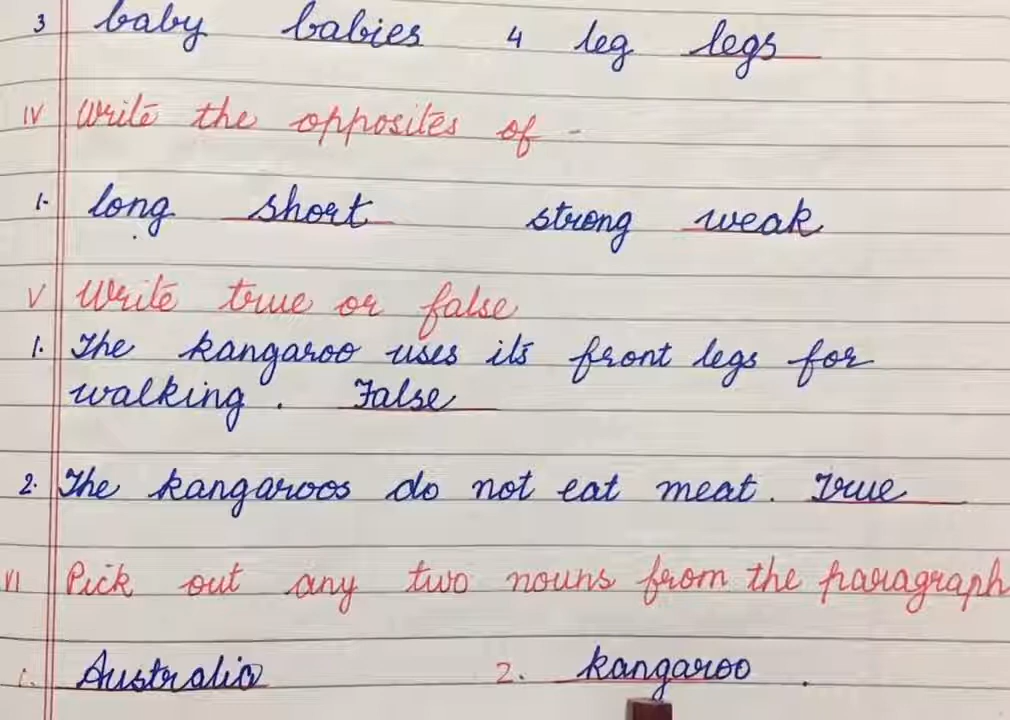 3 baby babies 4 leg legs
IV Write the opposites of -
1. long short strong weak
V Write true or false
1. The kangaroo uses its front legs for
walking. False
2. The kangaroos do not eat meat. True
VI Pick out any two nouns from the paragraph
1. Australia 2. kangaroo.